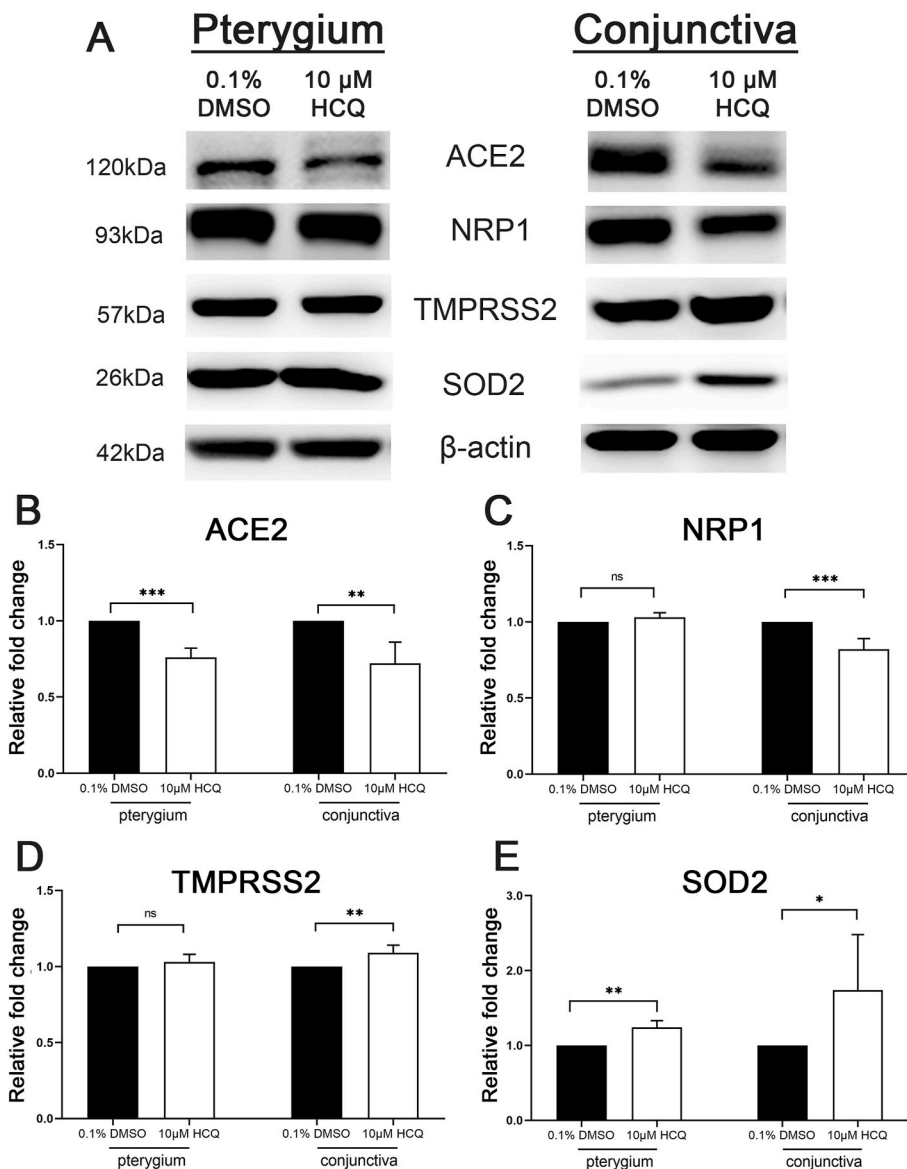 A
Pterygium
Conjunctiva
0.1% DMSO
10 µM HCQ
0.1% DMSO
10 µM HCQ
120kDa
ACE2
93kDa
NRP1
57kDa
TMPRSS2
26kDa
SOD2
42kDa
β-actin
B
ACE2
Relative fold change
1.5
1.0
0.5
0.0
***
**
0.1% DMSO 10µM HCQ 0.1% DMSO 10µM HCQ
pterygium conjunctiva
C
NRP1
Relative fold change
1.5
1.0
0.5
0.0
ns
***
0.1% DMSO 10µM HCQ 0.1% DMSO 10µM HCQ
pterygium conjunctiva
D
TMPRSS2
Relative fold change
1.5
1.0
0.5
0.0
ns
**
0.1% DMSO 10µM HCQ 0.1% DMSO 10µM HCQ
pterygium conjunctiva
E
SOD2
Relative fold change
3.0
2.0
1.0
0.0
**
*
0.1% DMSO 10µM HCQ 0.1% DMSO 10µM HCQ
pterygium conjunctiva